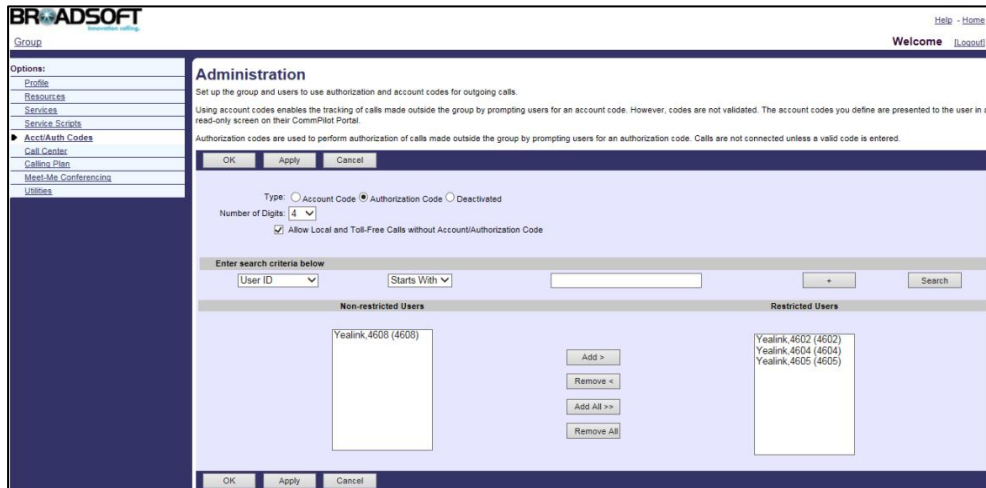 BROADSOFT
innovation calling.
Help - Home
Group
Welcome [Logout]
Options:
Profile
Resources
Services
Service Scripts
Acct/Auth Codes
Call Center
Calling Plan
Meet-Me Conferencing
Utilities
Administration
Set up the group and users to use authorization and account codes for outgoing calls.
Using account codes enables the tracking of calls made outside the group by prompting users for an account code. However, codes are not validated. The account codes you define are presented to the user in a
read-only screen on their CommPilot Portal.
Authorization codes are used to perform authorization of calls made outside the group by prompting users for an authorization code. Calls are not connected unless a valid code is entered.
OK Apply Cancel
Type: Account Code Authorization Code Deactivated
Number of Digits: 4
Allow Local and Toll-Free Calls without Account/Authorization Code
Enter search criteria below
User ID Starts With + Search
Non-restricted Users Restricted Users
Yealink,4608 (4608)
Yealink,4602 (4602)
Yealink,4604 (4604)
Yealink,4605 (4605)
Add >
Remove <
Add All >>
Remove All
OK Apply Cancel